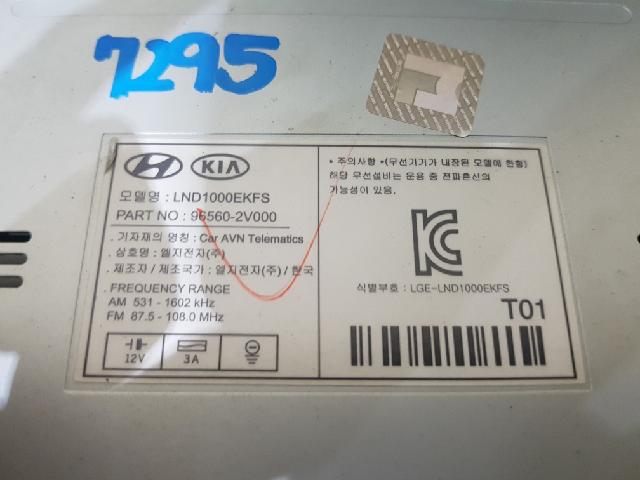 7295
HYUNDAI KIA
모델명 : LND1000EKFS
PART NO : 96560-2V000
. 기자재의 명칭 : Car AVN Telematics
. 상호명 : 엘지전자(주)
. 제조자 / 제조국가 : 엘지전자(주) / 한국
. FREQUENCY RANGE
AM 531 - 1602 kHz
FM 87.5 - 108.0 MHz
12V 3A
* 주의사항 *(무선기기가 내장된 모델에 한함)
해당 무선설비는 운용 중 전파혼신의
가능성이 있음.
식별부호 : LGE-LND1000EKFS
T01